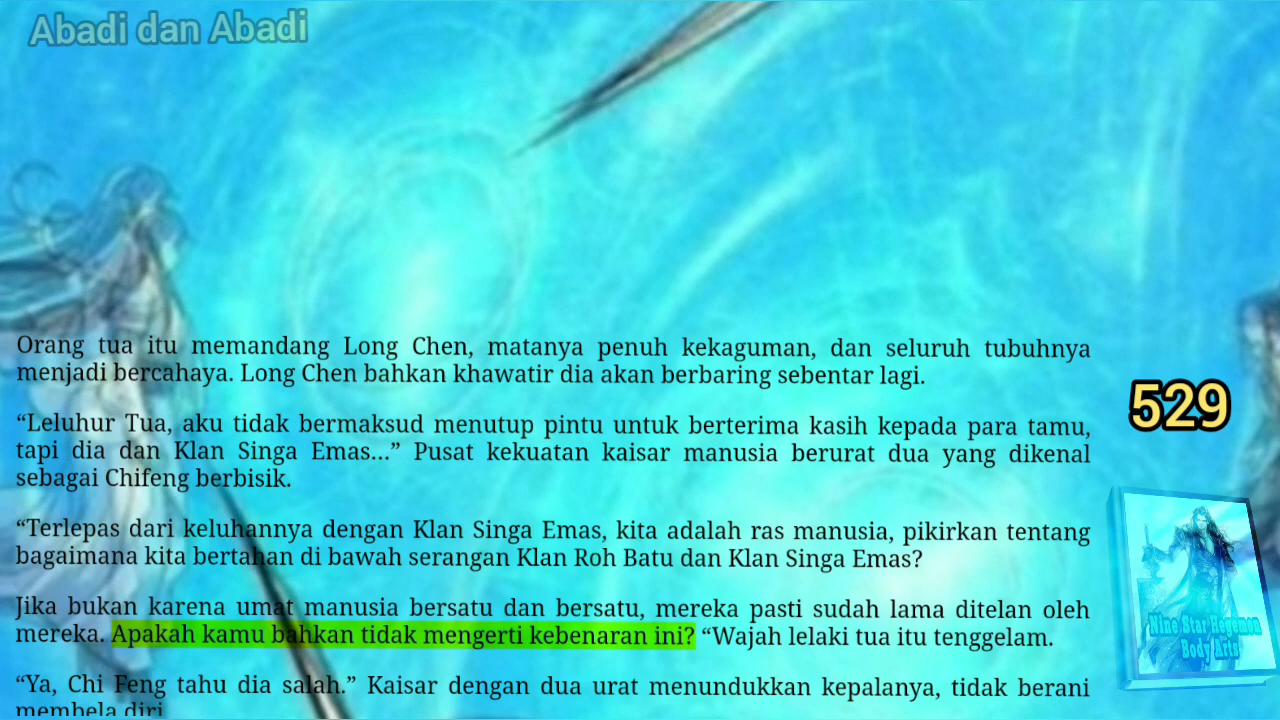 Abadi dan Abadi
Orang tua itu memandang Long Chen, matanya penuh kekaguman, dan seluruh tubuhnya
menjadi bercahaya. Long Chen bahkan khawatir dia akan berbaring sebentar lagi.
“Leluhur Tua, aku tidak bermaksud menutup pintu untuk berterima kasih kepada para tamu,
tapi dia dan Klan Singa Emas...” Pusat kekuatan kaisar manusia berurat dua yang dikenal
sebagai Chifeng berbisik.
“Terlepas dari keluhannya dengan Klan Singa Emas, kita adalah ras manusia, pikirkan tentang
bagaimana kita bertahan di bawah serangan Klan Roh Batu dan Klan Singa Emas?
Jika bukan karena umat manusia bersatu dan bersatu, mereka pasti sudah lama ditelan oleh
mereka. Apakah kamu bahkan tidak mengerti kebenaran ini? “Wajah lelaki tua itu tenggelam.
“Ya, Chi Feng tahu dia salah.” Kaisar dengan dua urat menundukkan kepalanya, tidak berani
membela diri
529
Nine Star Hegemon
Body Arts